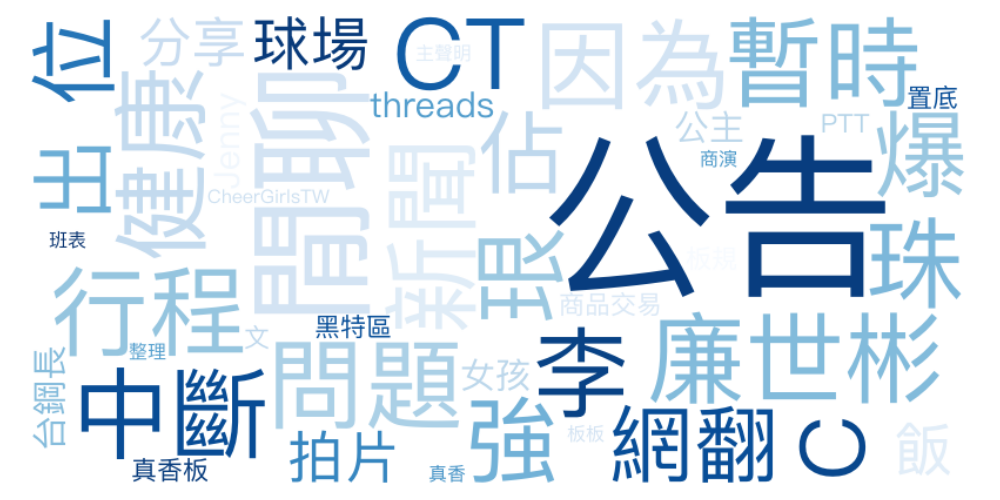 位
分享
球場
CT
主聲明
因為
暫時
threads
置底
出
健康
Jenny
閒聊
新聞
佔
公主
PTT
爆
商演
公告
CheerGirlsTW
班表
珢
珠
板規
行程
商品交易
文
黑特區
整理
問題
女孩
李
廉世彬
台鋼長
中斷
拍片
強
板板
網翻
C
飯
真香板
真香